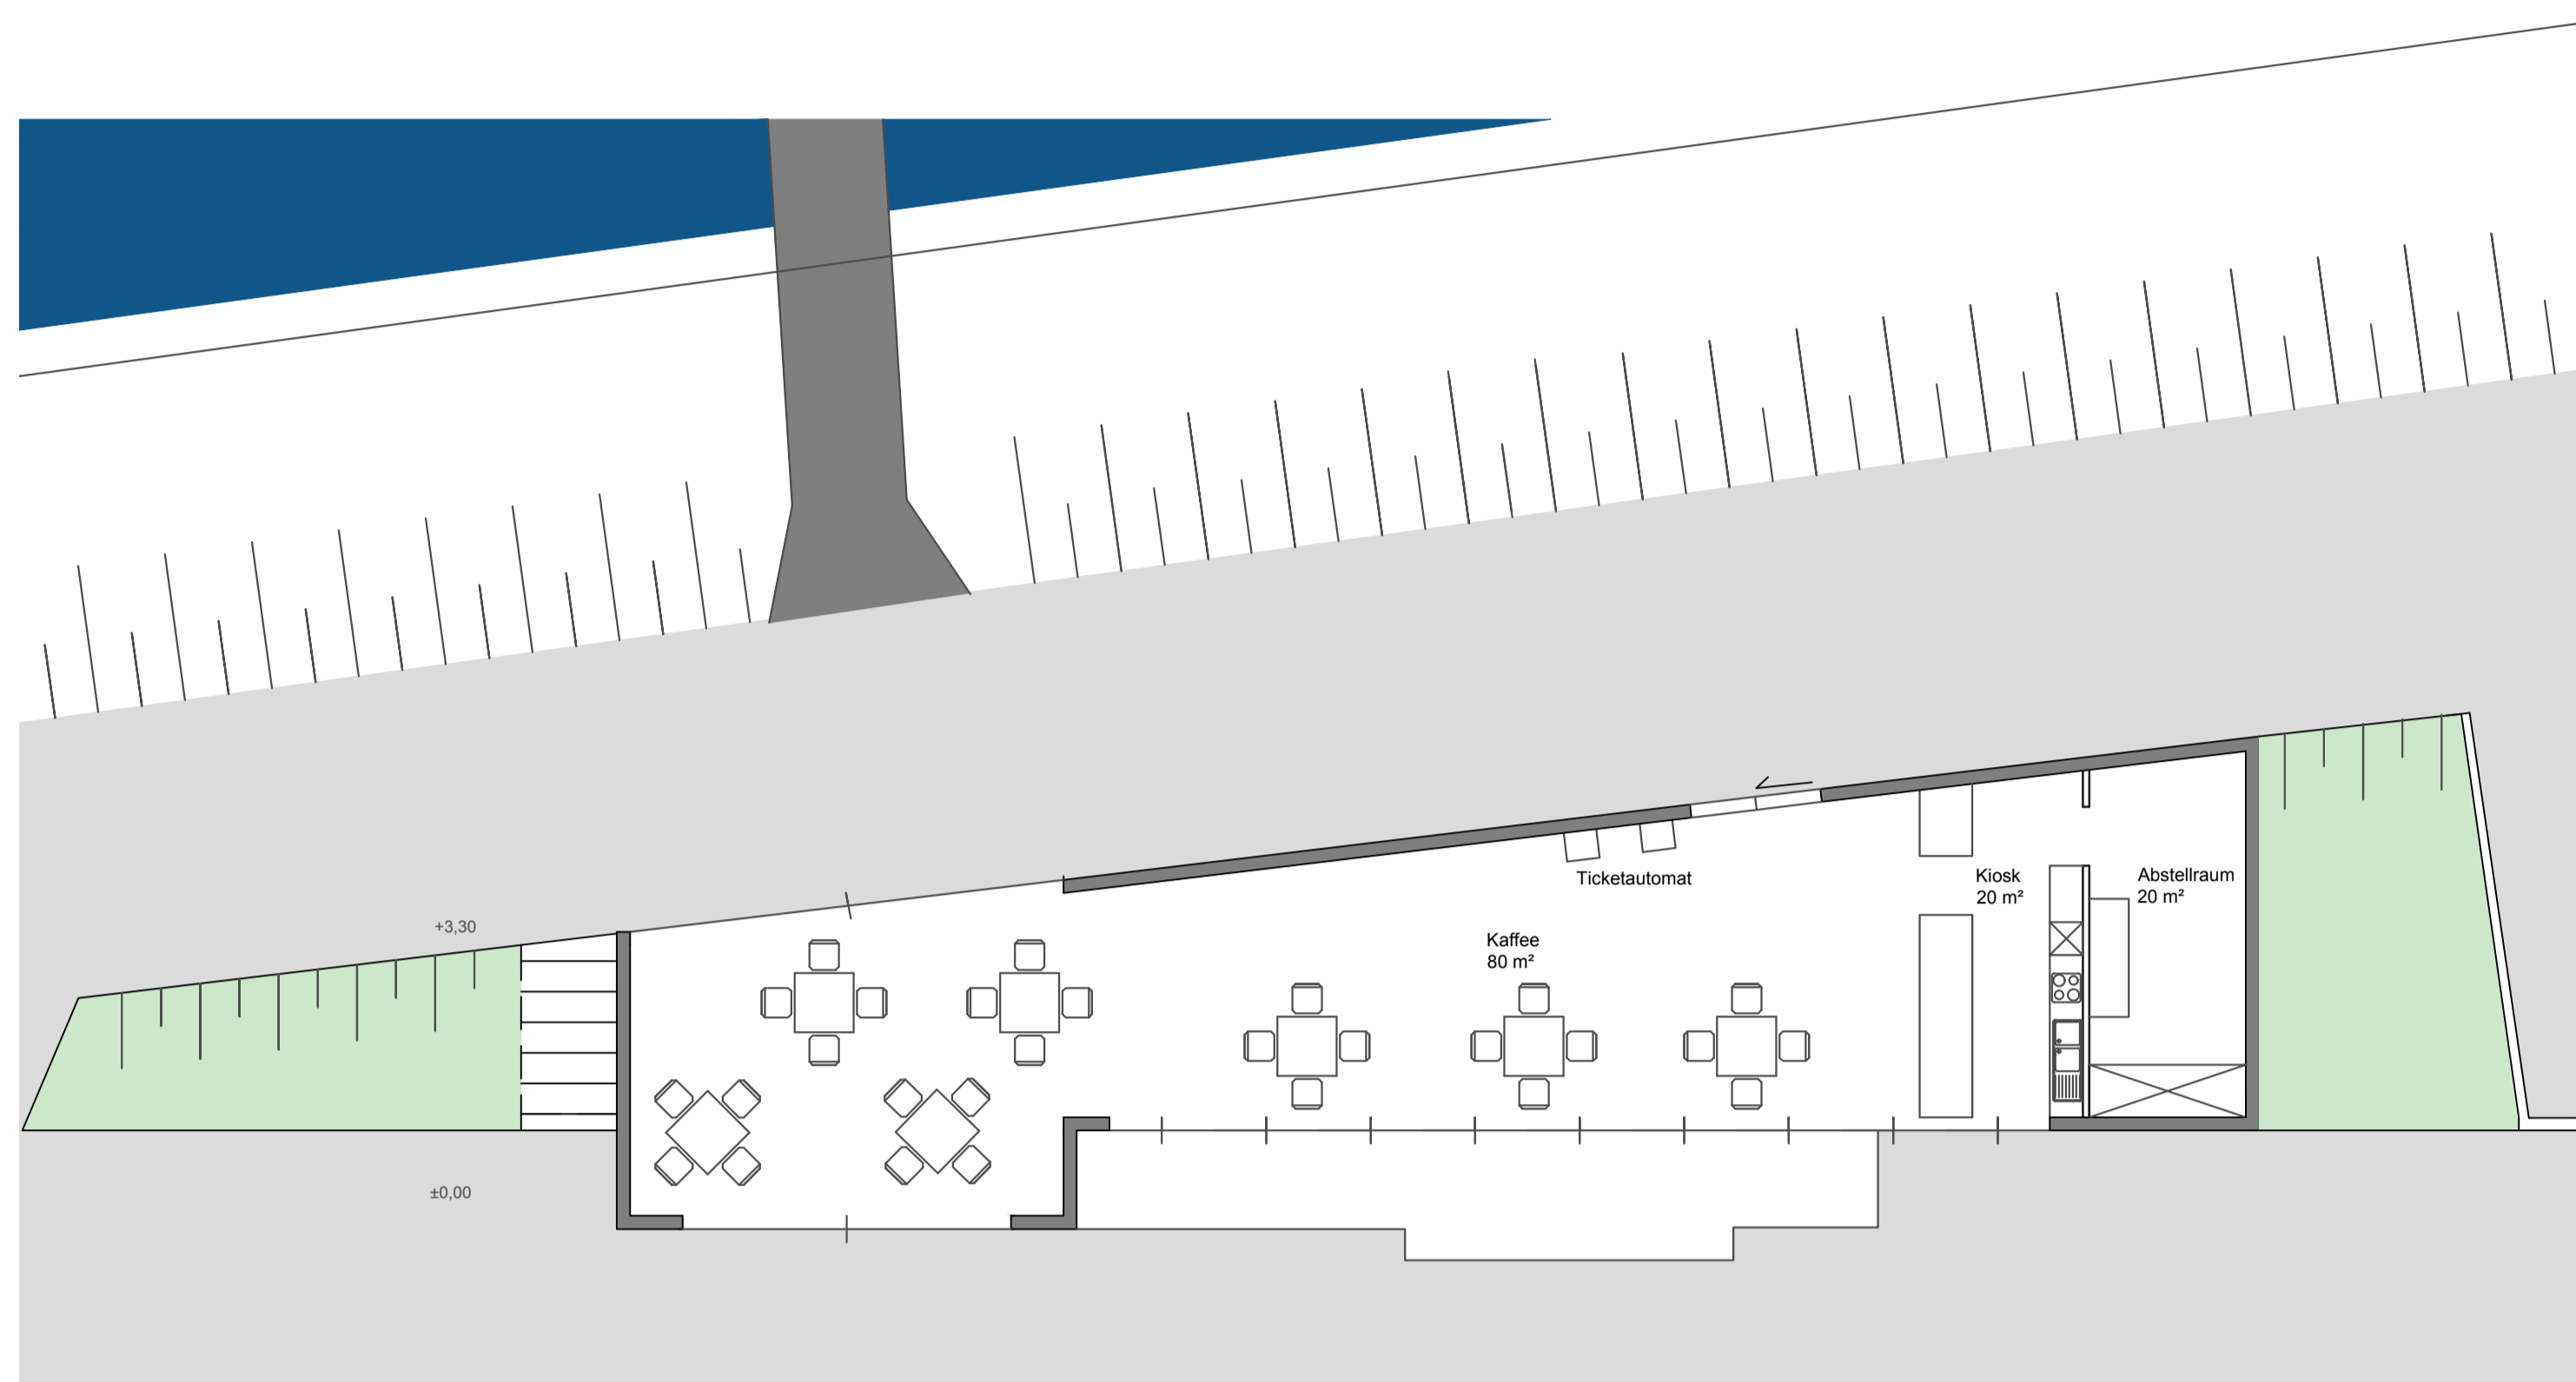 Ticketautomat
Kiosk
20 m²
Abstellraum
20 m²
+3,30
Kaffee
80 m²
±0,00